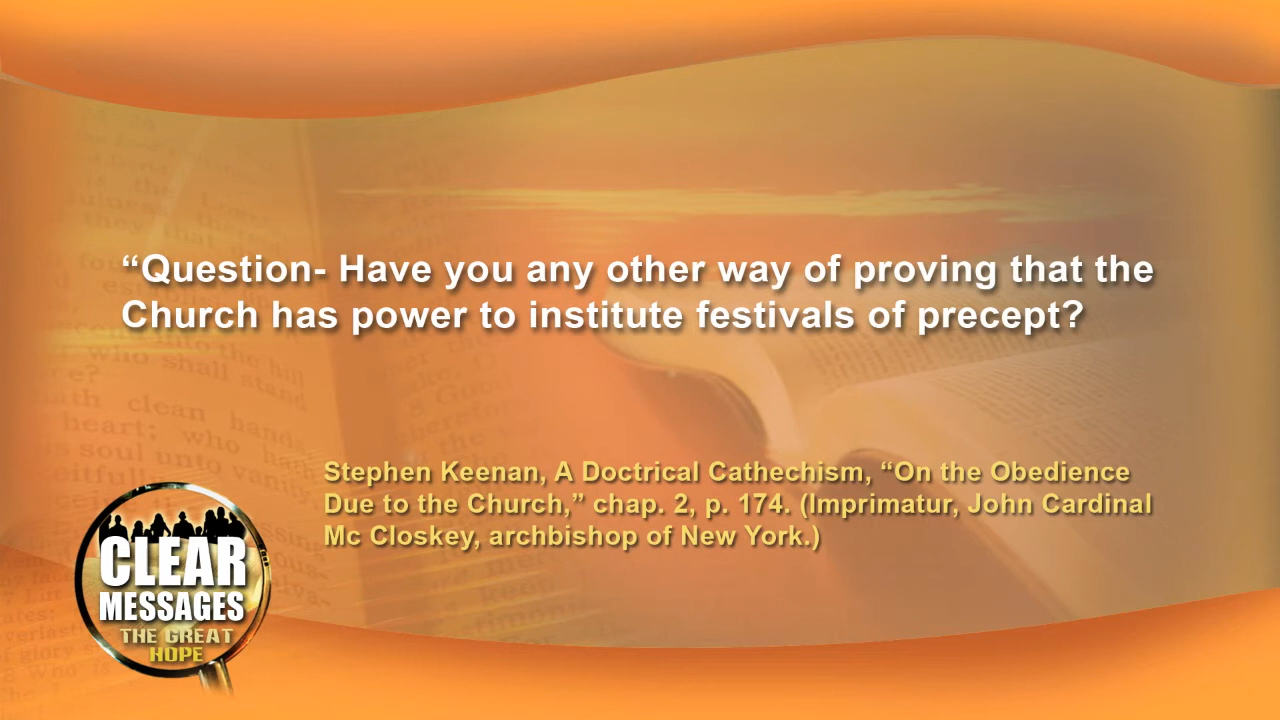 “Question- Have you any other way of proving that the
Church has power to institute festivals of precept?
Stephen Keenan, A Doctrical Cathechism, “On the Obedience
Due to the Church,” chap. 2, p. 174. (Imprimatur, John Cardinal
Mc Closkey, archbishop of New York.)
CLEAR
MESSAGES
THE GREAT
HOPE